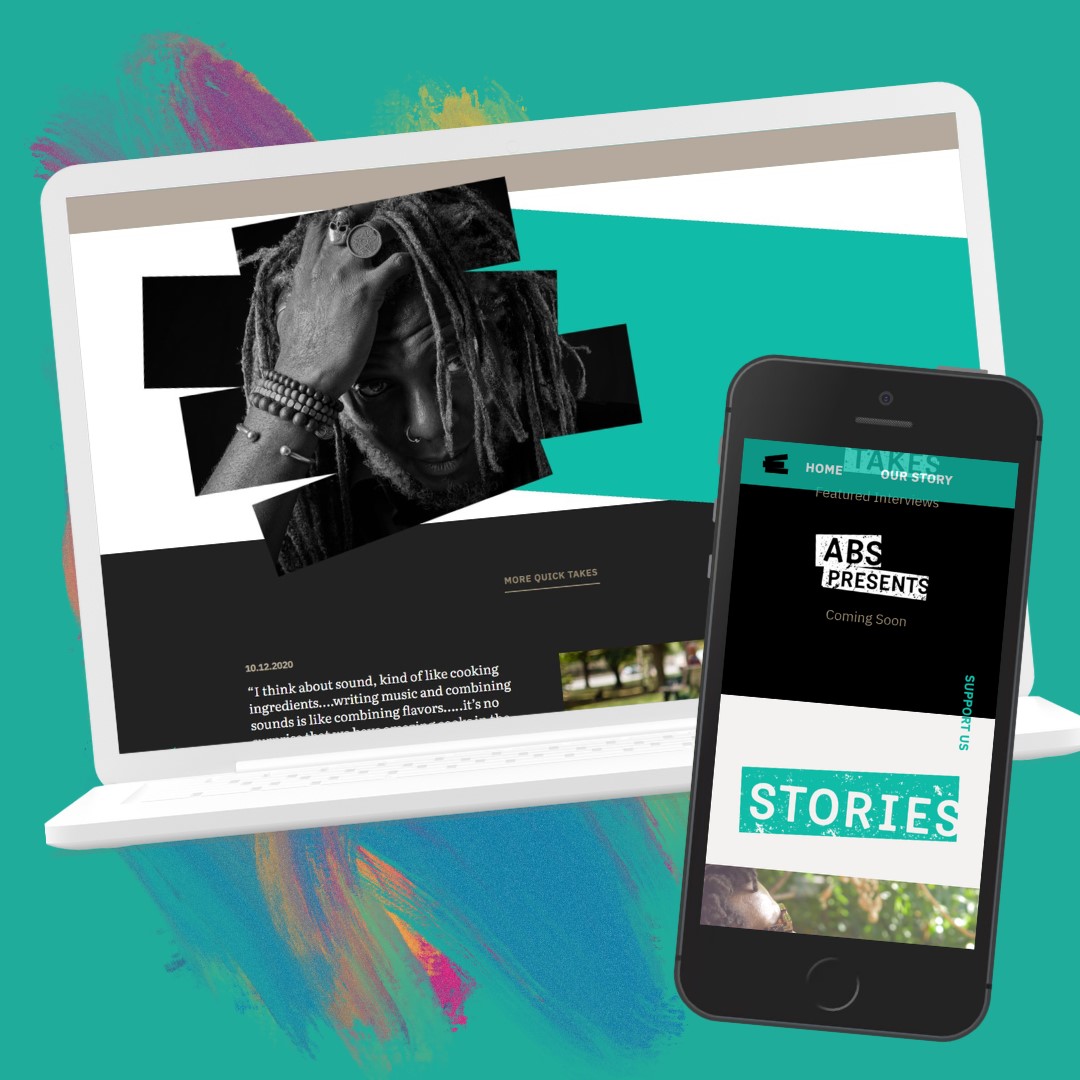 MORE QUICK TAKES
10.12.2020
“I think about sound, kind of like cooking
ingredients....writing music and combining
sounds is like combining flavors.....it’s no
TAKES
HOME
OUR STORY
Featured Interviews
ABS
PRESENTS
Coming Soon
SUPPORT US
STORIES